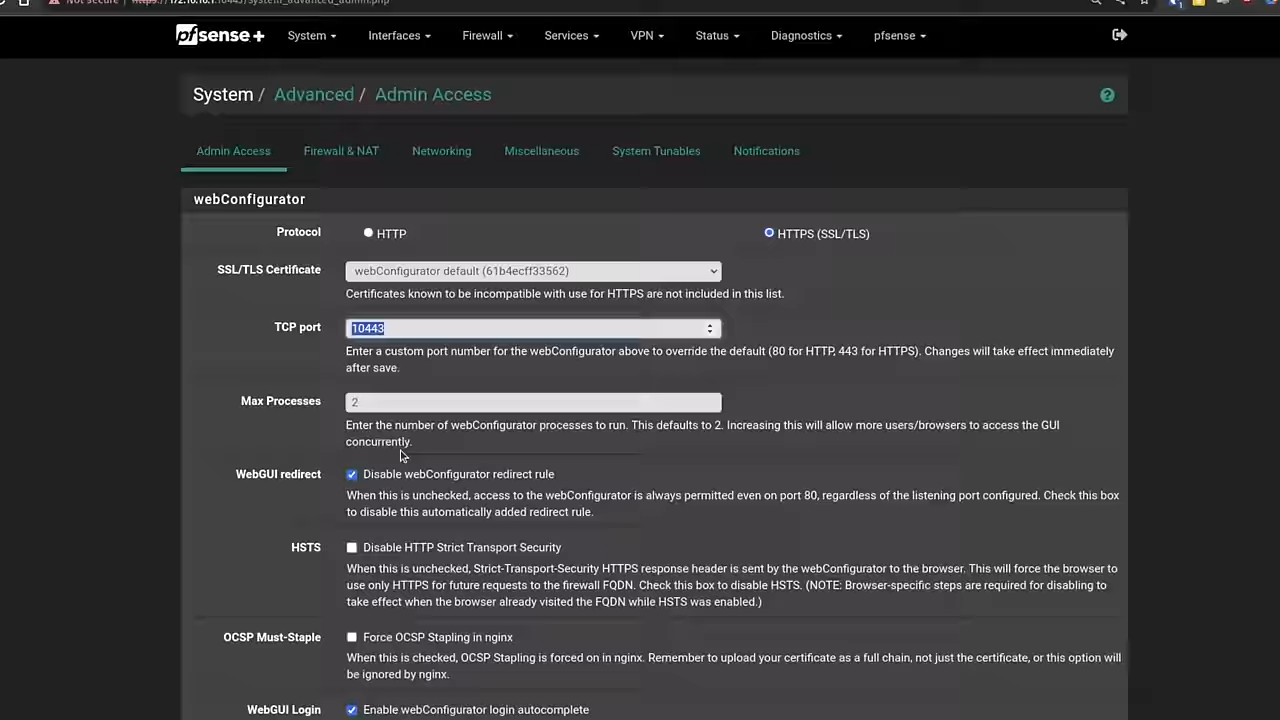 Not secure https://172.16.16.1:10443/system_advanced_admin.php
pfsense +
System Interfaces Firewall Services VPN Status Diagnostics pfsense
System / Advanced / Admin Access
Admin Access Firewall & NAT Networking Miscellaneous System Tunables Notifications
webConfigurator
Protocol HTTP HTTPS (SSL/TLS)
SSL/TLS Certificate webConfigurator default (61b4ecff33562)
Certificates known to be incompatible with use for HTTPS are not included in this list.
TCP port 10443
Enter a custom port number for the webConfigurator above to override the default (80 for HTTP, 443 for HTTPS). Changes will take effect immediately
after save.
Max Processes 2
Enter the number of webConfigurator processes to run. This defaults to 2. Increasing this will allow more users/browsers to access the GUI
concurrently.
WebGUI redirect Disable webConfigurator redirect rule
When this is unchecked, access to the webConfigurator is always permitted even on port 80, regardless of the listening port configured. Check this box
to disable this automatically added redirect rule.
HSTS Disable HTTP Strict Transport Security
When this is unchecked, Strict-Transport-Security HTTPS response header is sent by the webConfigurator to the browser. This will force the browser to
use only HTTPS for future requests to the firewall FQDN. Check this box to disable HSTS. (NOTE: Browser-specific steps are required for disabling to
take effect when the browser already visited the FQDN while HSTS was enabled.)
OCSP Must-Staple Force OCSP Stapling in nginx
When this is checked, OCSP Stapling is forced on in nginx. Remember to upload your certificate as a full chain, not just the certificate, or this option will
be ignored by nginx.
WebGUI Login Enable webConfigurator login autocomplete